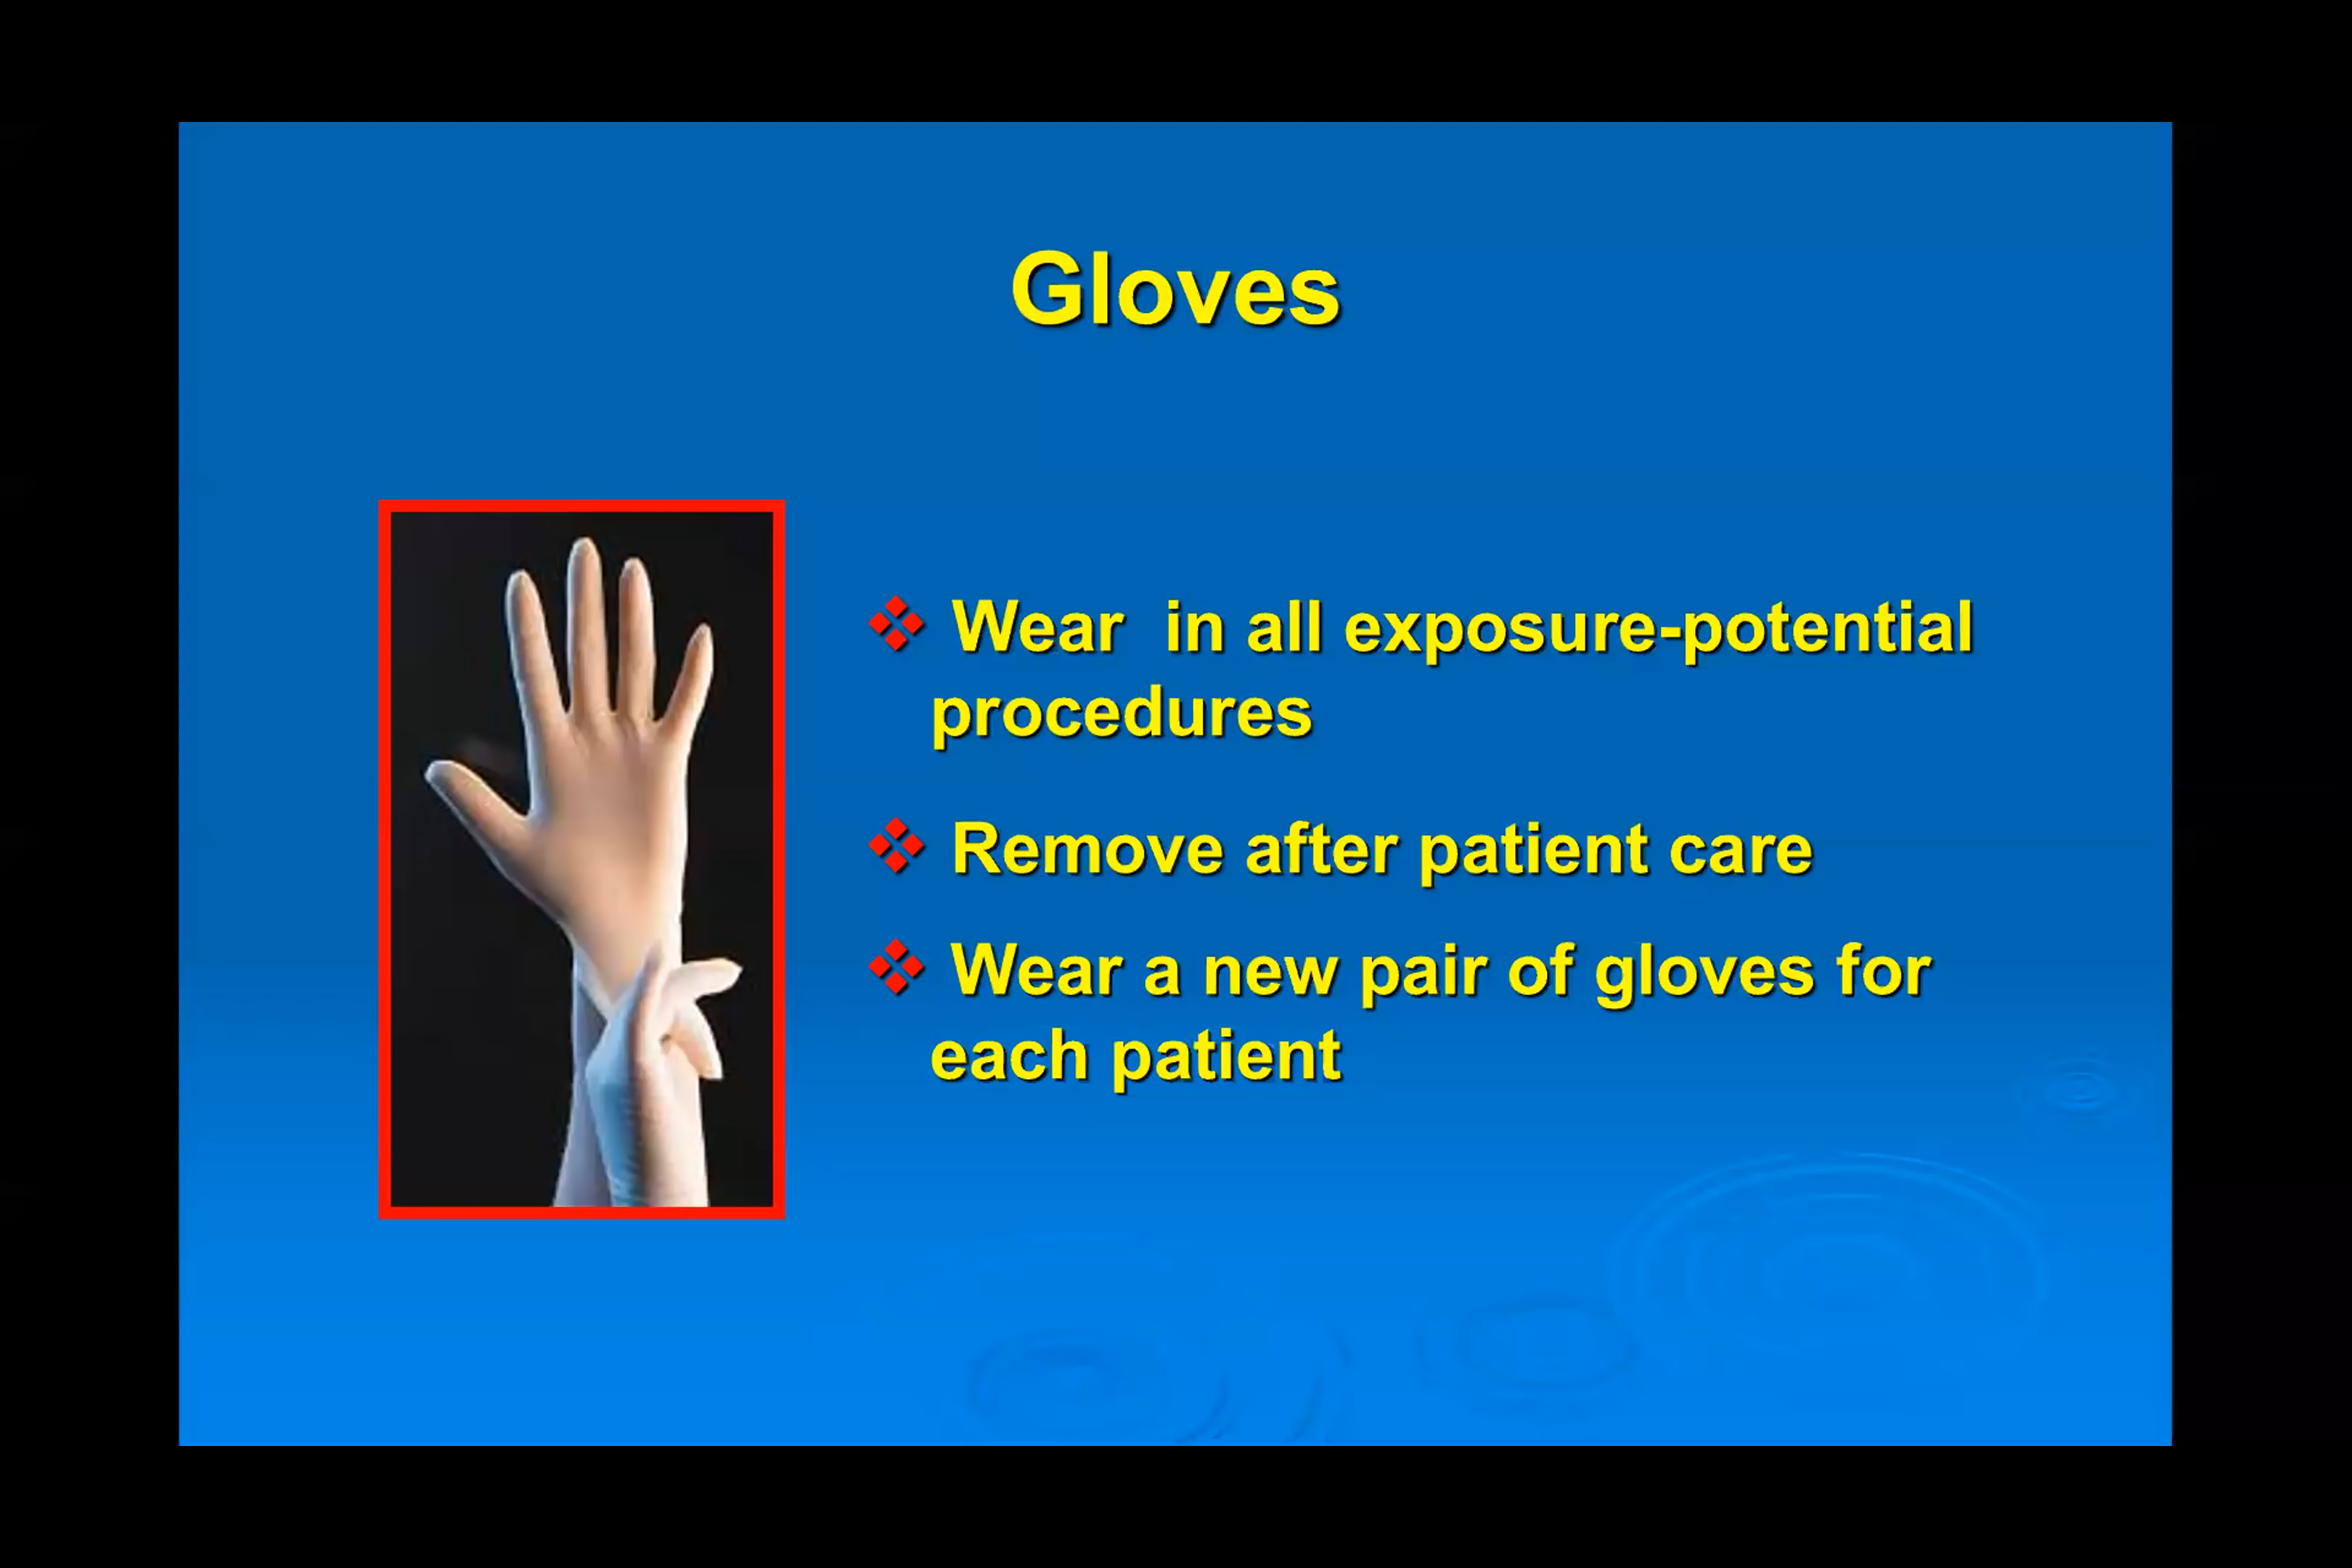 Gloves
Wear  in all exposure-potential
procedures
Remove after patient care
Wear a new pair of gloves for
each patient